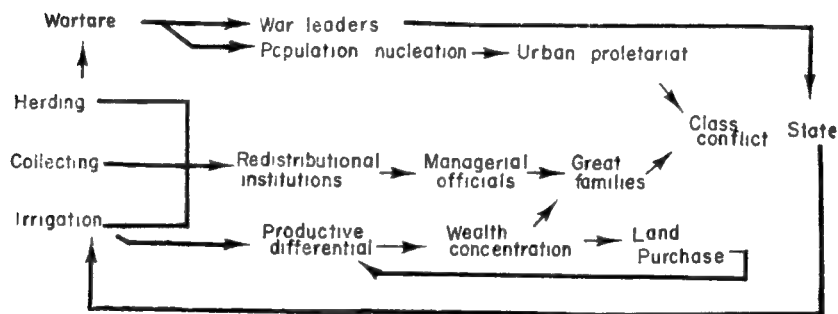 Warfare
War leaders
Population nucleation
Urban proletariat
Herding
Class
conflict
State
Collecting
Redistributional
institutions
Managerial
officials
Great
families
Irrigation
Productive
differential
Wealth
concentration
Land
Purchase